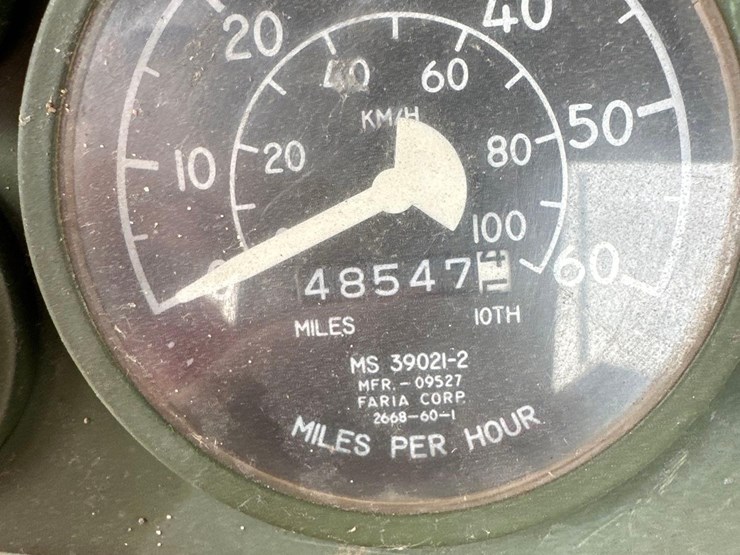 20
40
40 60
KM/H
10 20 80 50
100
0 48547 60
MILES 10TH
MS 39021-2
MFR.-09527
FARIA CORP.
2668-60-1
MILES PER HOUR